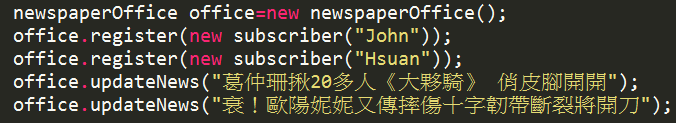 newspaperOffice office=new newspaperOffice();
office.register(new subscriber("John"));
office.register(new subscriber("Hsuan"));
office.updateNews("葛仲珊揪20多人《大夥騎》 俏皮腳開開");
office.updateNews("衰！歐陽妮妮又傳摔傷十字韌帶斷裂將開刀");